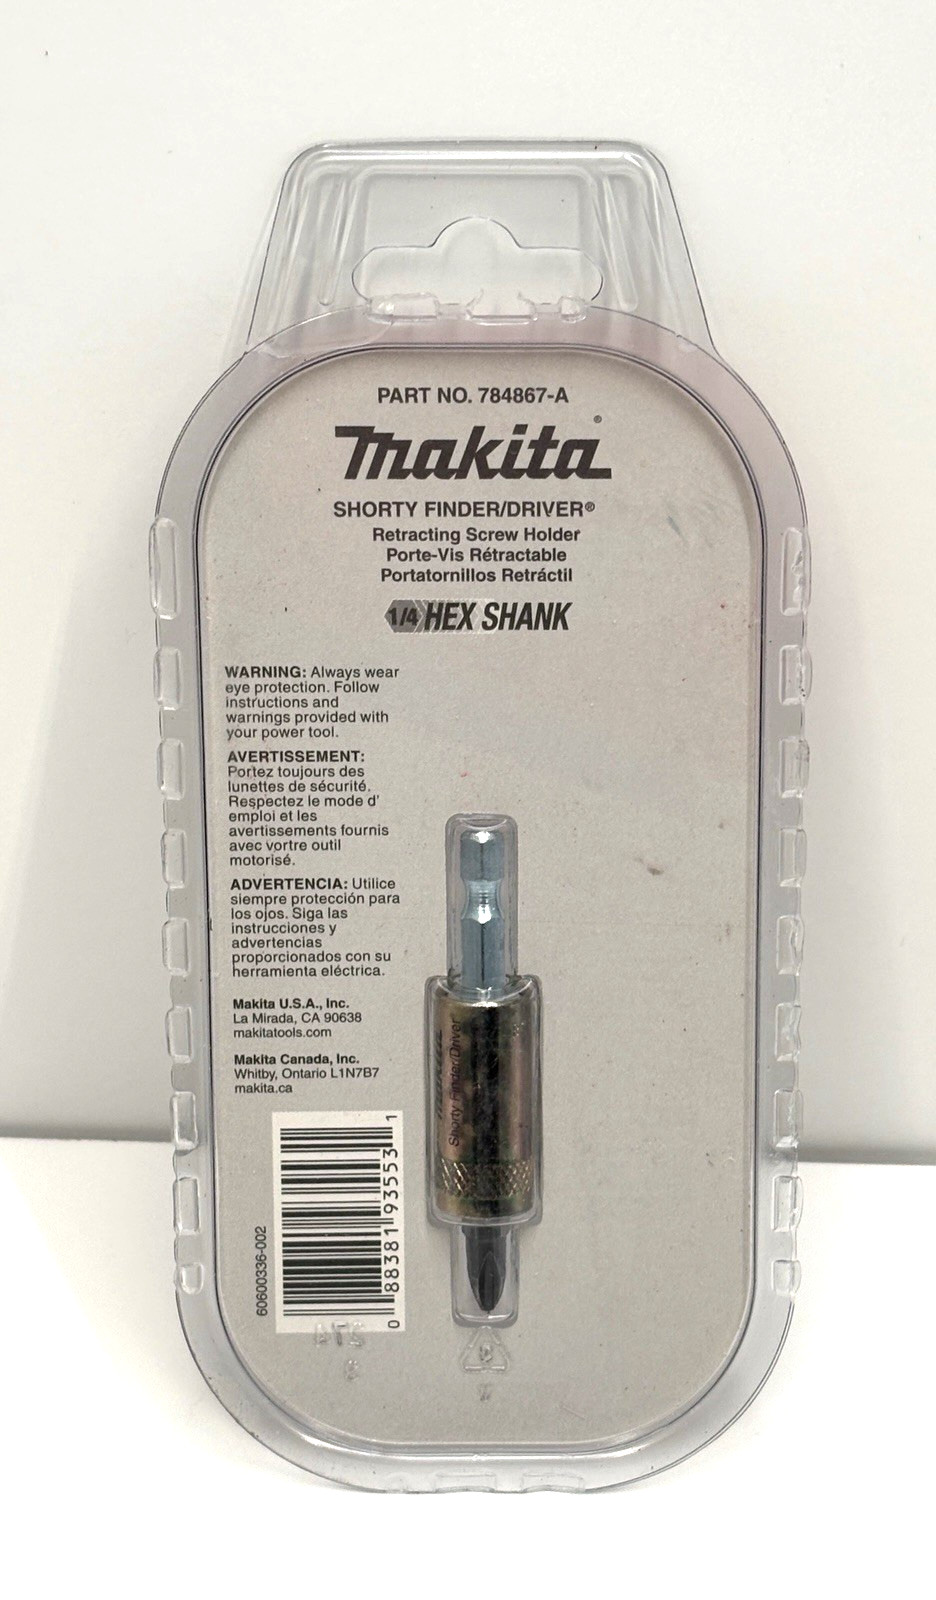 PART NO. 784867-A
makita®
SHORTY FINDER/DRIVER®
Retracting Screw Holder
Porte-Vis Rétractable
Portatornillos Retráctil
1/4 HEX SHANK
WARNING: Always wear
eye protection. Follow
instructions and
warnings provided with
your power tool.
AVERTISSEMENT:
Portez toujours des
lunettes de sécurité.
Respectez le mode d'
emploi et les
avertissements fournis
avec vortre outil
motorisé.
ADVERTENCIA: Utilice
siempre protección para
los ojos. Siga las
instrucciones y
advertencias
proporcionados con su
herramienta eléctrica.
Makita U.S.A., Inc.
La Mirada, CA 90638
makitatools.com
Makita Canada, Inc.
Whitby, Ontario L1N7B7
makita.ca
60600336-002
0 88381 93553 1
makita
Shorty Finder/Driver